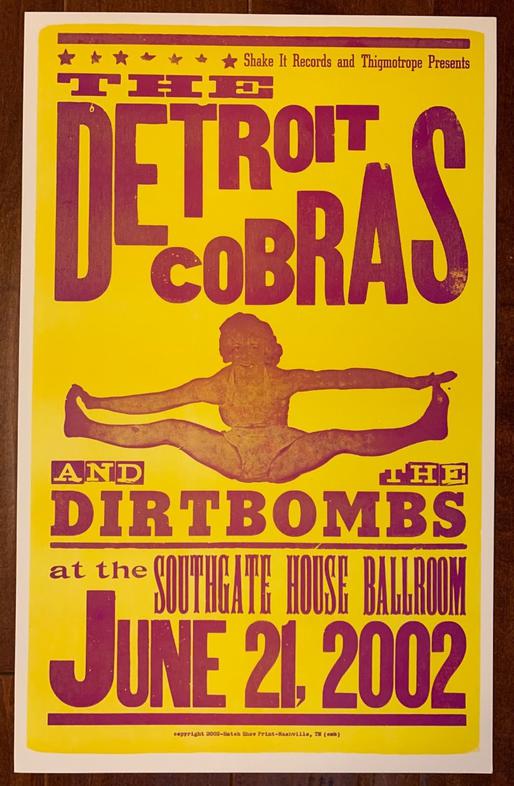 Shake It Records and Thigmotrope Presents
THE
DETROIT
COBRAS
AND THE
DIRTBOMBS
at the SOUTHGATE HOUSE BALLROOM
JUNE 21, 2002
copyright 2002-Hatch Show Print-Nashville, TN (cmb)